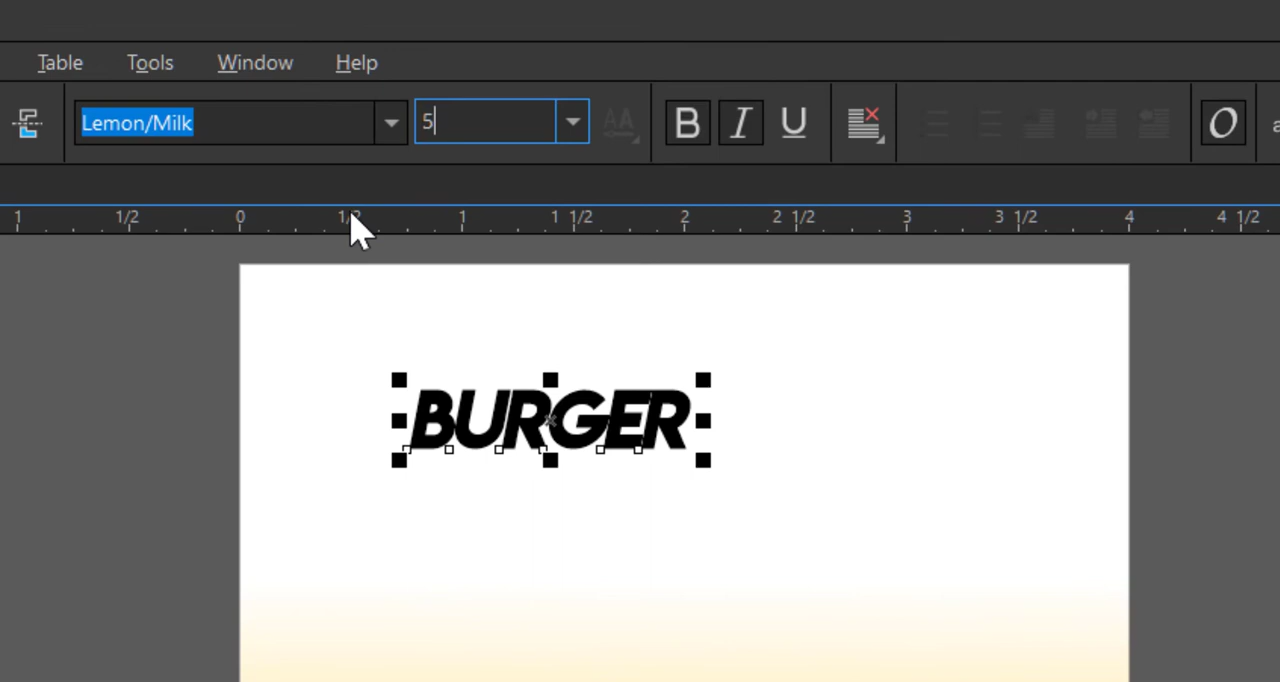 Table Tools Window Help
Lemon/Milk 5 AA B I U O
1 1/2 0 1/2 1 1 1/2 2 2 1/2 3 3 1/2 4 4 1/2
BURGER